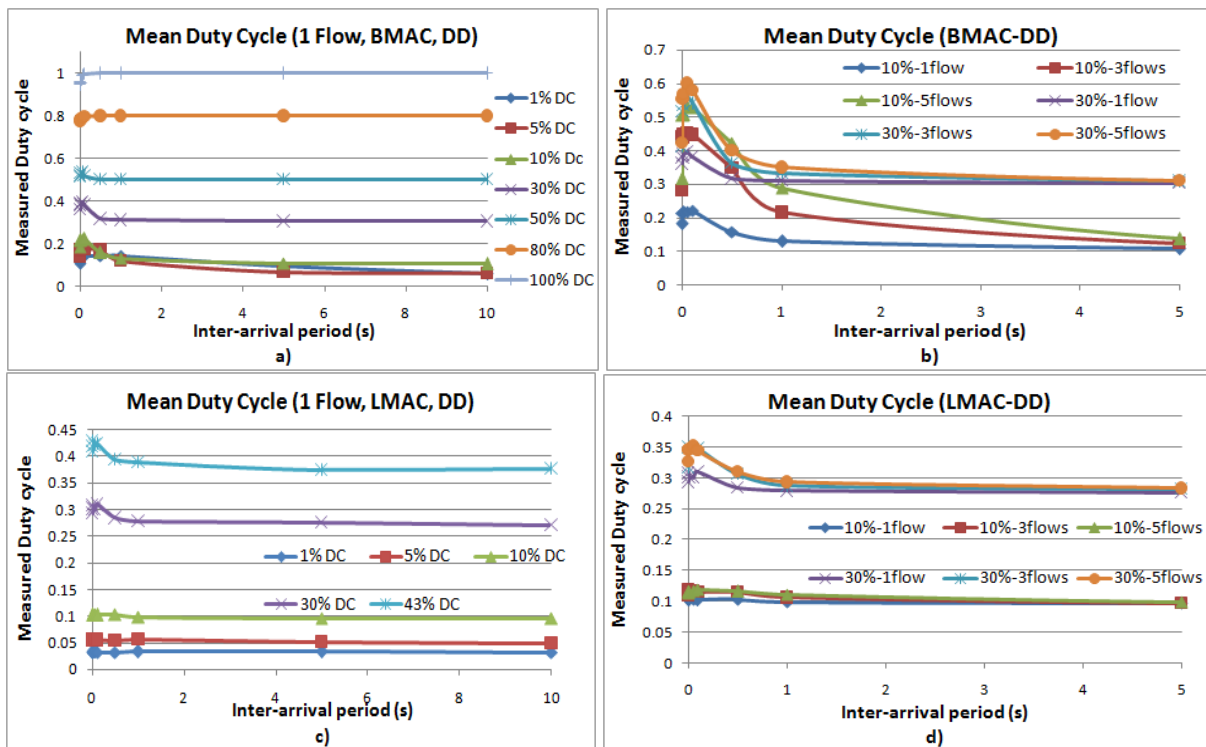 Mean Duty Cycle (1 Flow, BMAC, DD)
Measured Duty cycle
1
0.8
0.6
0.4
0.2
0
0 2 4 6 8 10
Inter-arrival period (s)
1% DC
5% DC
10% Dc
30% DC
50% DC
80% DC
100% DC
a)
Mean Duty Cycle (BMAC-DD)
Measured Duty cycle
0.7
0.6
0.5
0.4
0.3
0.2
0.1
0
0 1 2 3 4 5
Inter-arrival period (s)
10%-1flow 10%-3flows
10%-5flows 30%-1flow
30%-3flows 30%-5flows
b)
Mean Duty Cycle (1 Flow, LMAC, DD)
Measured Duty cycle
0.45
0.4
0.35
0.3
0.25
0.2
0.15
0.1
0.05
0
0 2 4 6 8 10
Inter-arrival period (s)
1% DC 5% DC 10% DC
30% DC 43% DC
c)
Mean Duty Cycle (LMAC-DD)
Measured Duty cycle
0.4
0.35
0.3
0.25
0.2
0.15
0.1
0.05
0
0 1 2 3 4 5
Inter-arrival period (s)
10%-1flow 10%-3flows 10%-5flows
30%-1flow 30%-3flows 30%-5flows
d)